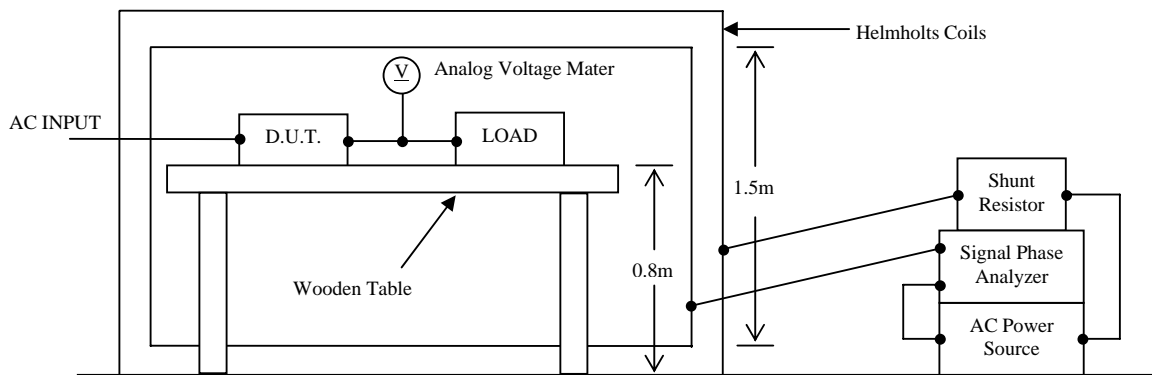 Helmholts Coils
V
Analog Voltage Mater
AC INPUT
D.U.T.
LOAD
Shunt
Resistor
1.5m
Signal Phase
Analyzer
0.8m
Wooden Table
AC Power
Source